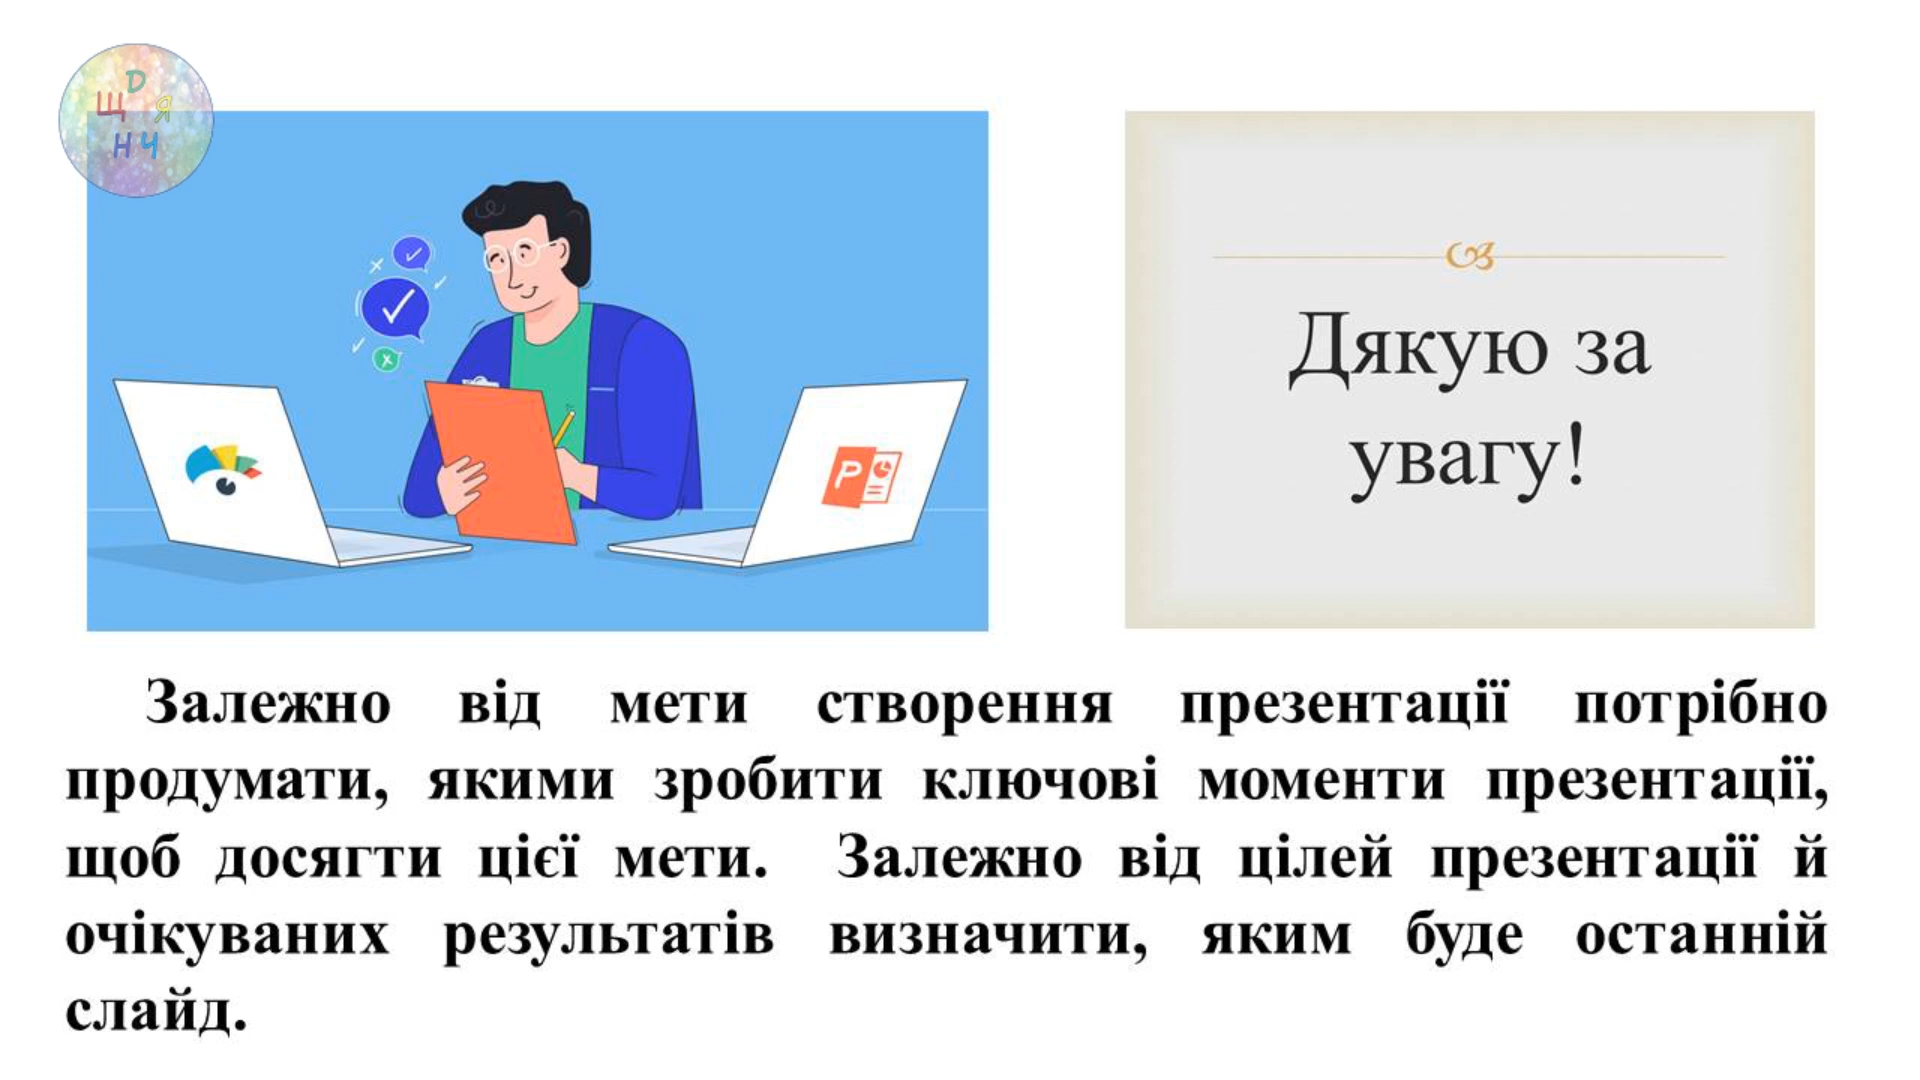 Д
Щ Я
Н Ч
P
Дякую за
увагу!
Залежно від мети створення презентації потрібно
продумати, якими зробити ключові моменти презентації,
щоб досягти цієї мети. Залежно від цілей презентації й
очікуваних результатів визначити, яким буде останній
слайд.